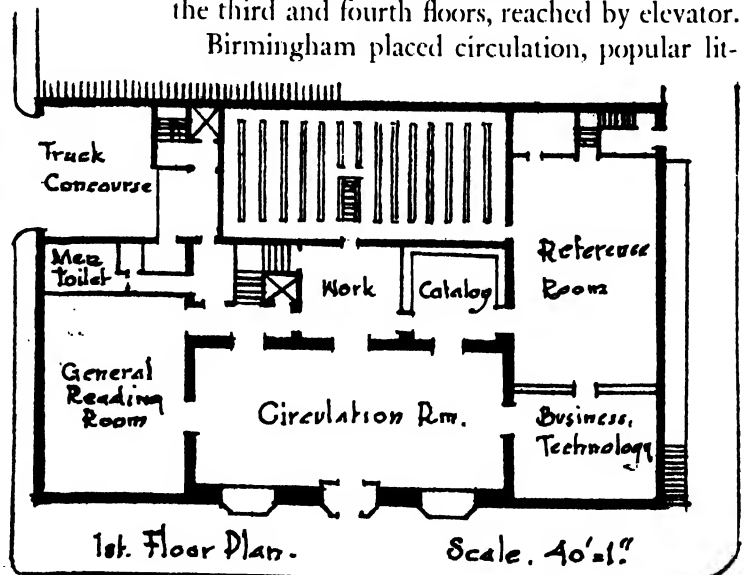 the third and fourth floors, reached by elevator.
Birmingham placed circulation, popular lit-
Truck
Concourse
Men
Toilet
Work
Catalog
Reference
Room
General
Reading
Room
Circulation Rm.
Business,
Technology
1st. Floor Plan.
Scale. 40'=1"